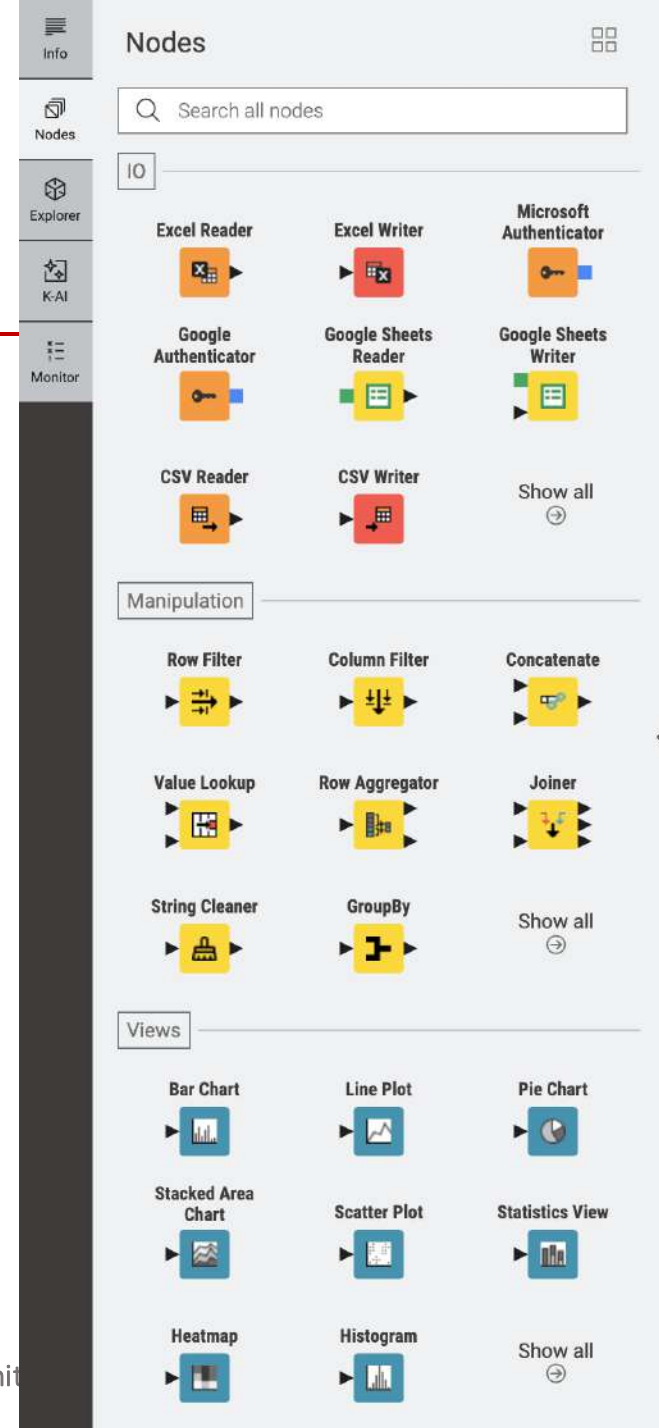 Info
Nodes
Explorer
K-AI
Monitor
Nodes
Search all nodes
IO
Excel Reader
Excel Writer
Microsoft
Authenticator
Google
Authenticator
Google Sheets
Reader
Google Sheets
Writer
CSV Reader
CSV Writer
Show all
Manipulation
Row Filter
Column Filter
Concatenate
Value Lookup
Row Aggregator
Joiner
String Cleaner
GroupBy
Show all
Views
Bar Chart
Line Plot
Pie Chart
Stacked Area
Chart
Scatter Plot
Statistics View
Heatmap
Histogram
Show all